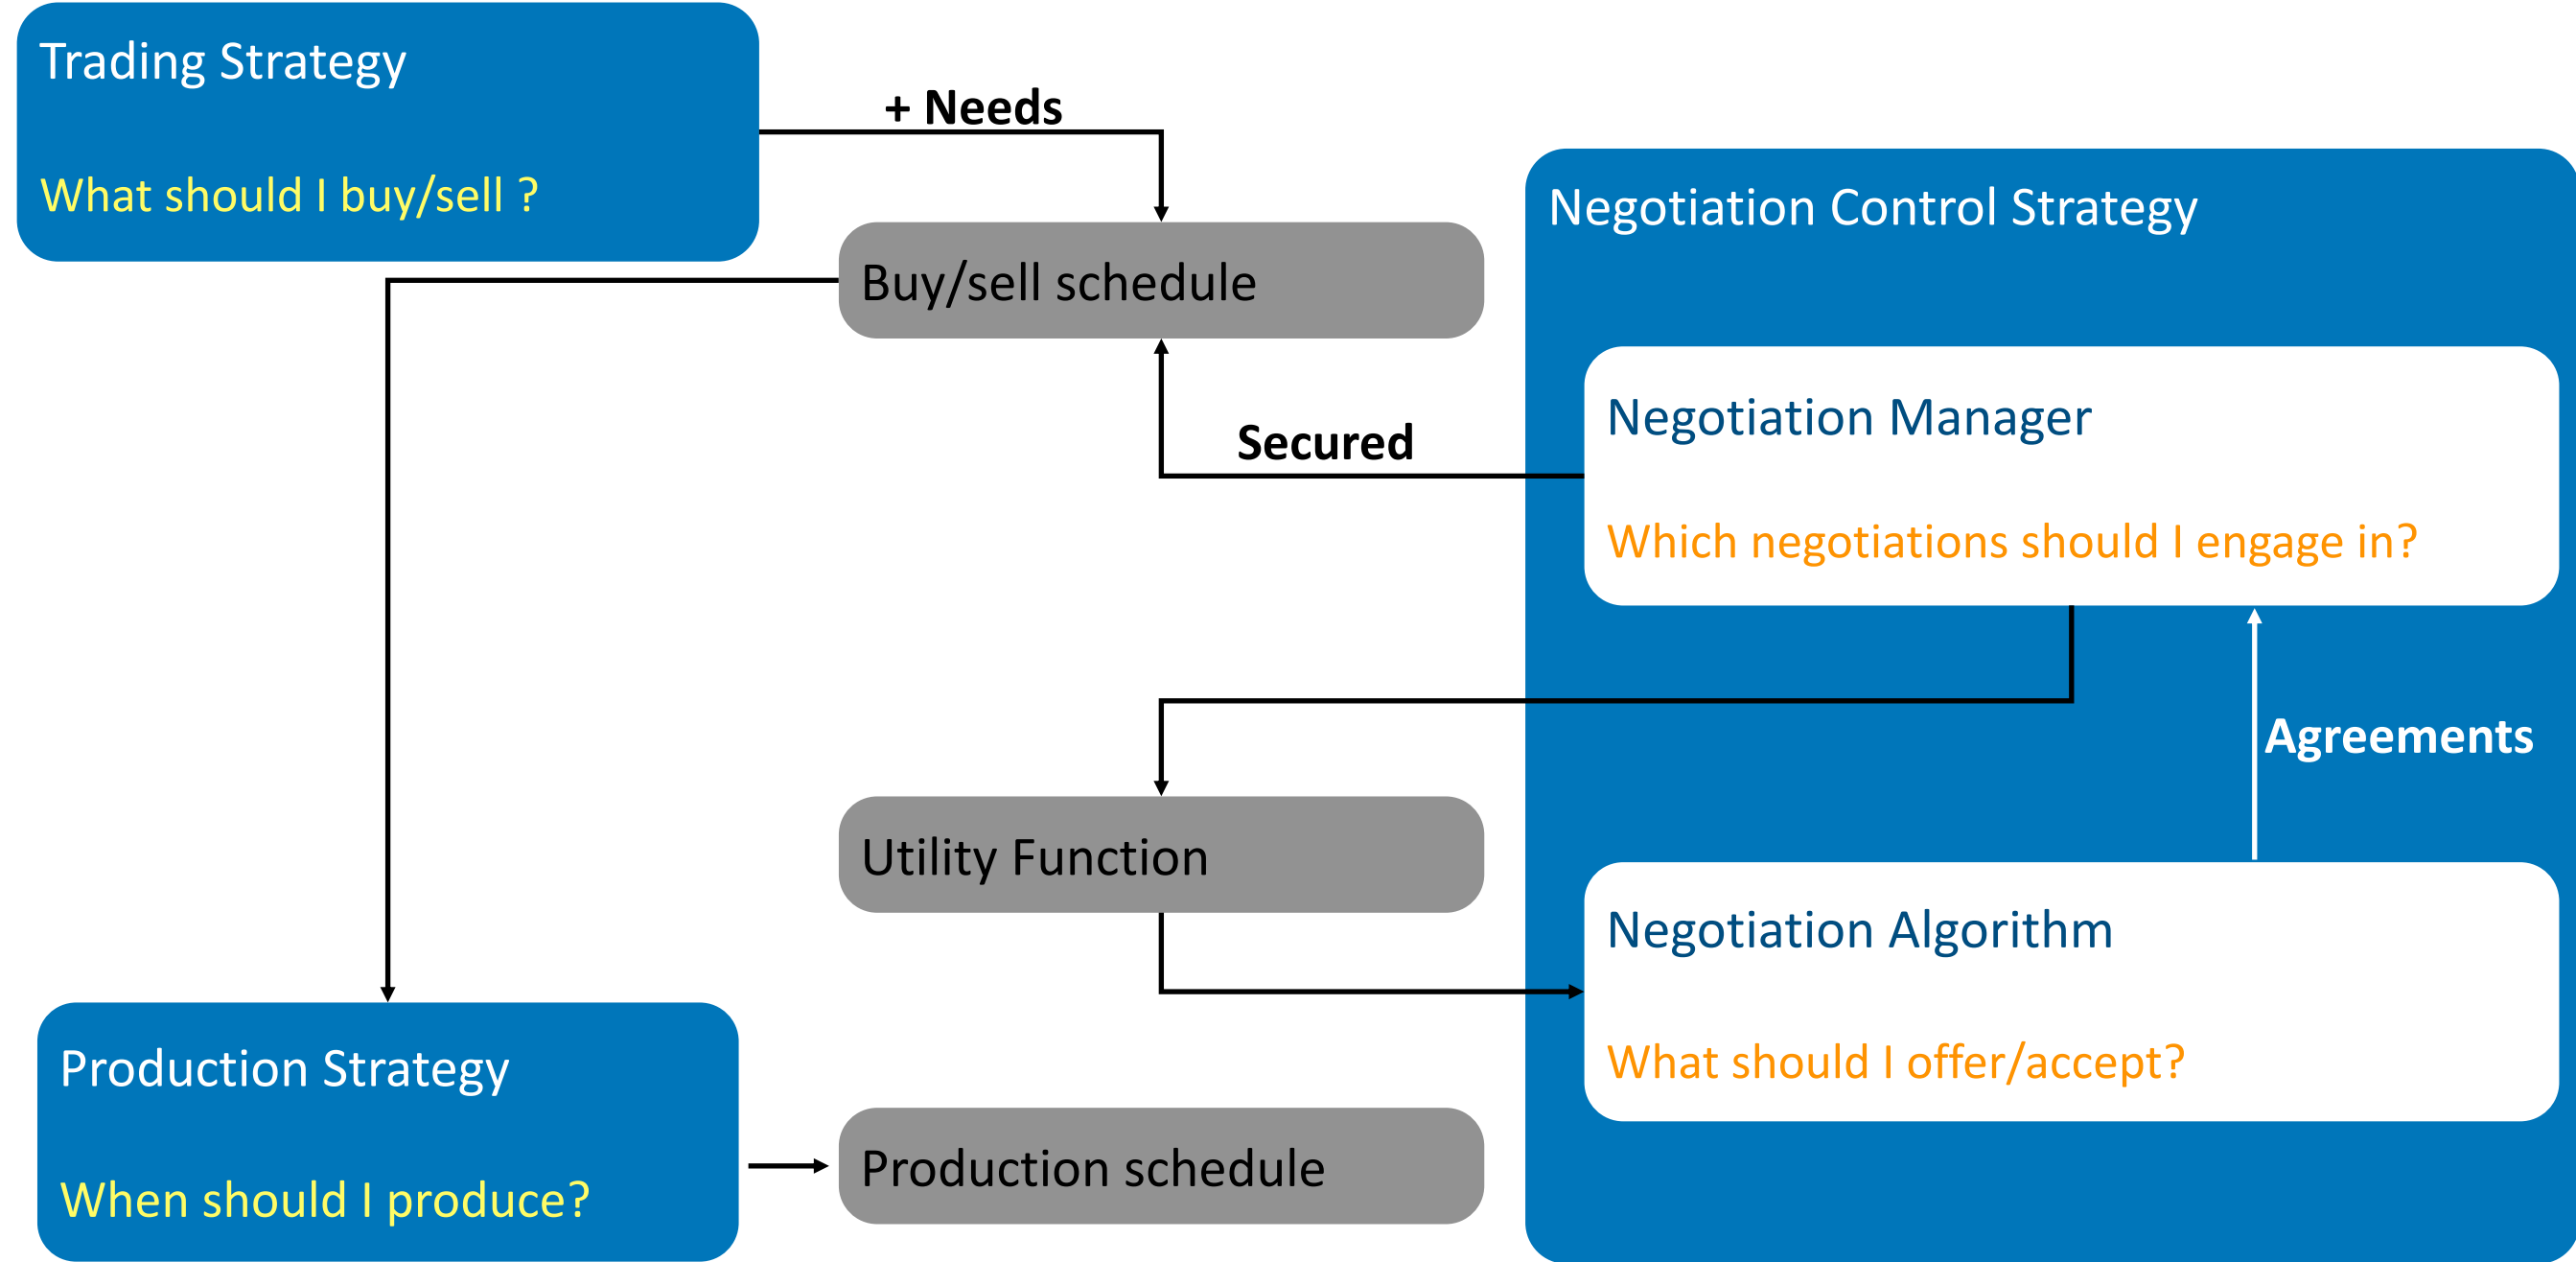 Trading Strategy
What should I buy/sell ?
+ Needs
Buy/sell schedule
Negotiation Control Strategy
Negotiation Manager
Which negotiations should I engage in?
Secured
Agreements
Utility Function
Negotiation Algorithm
What should I offer/accept?
Production Strategy
When should I produce?
Production schedule